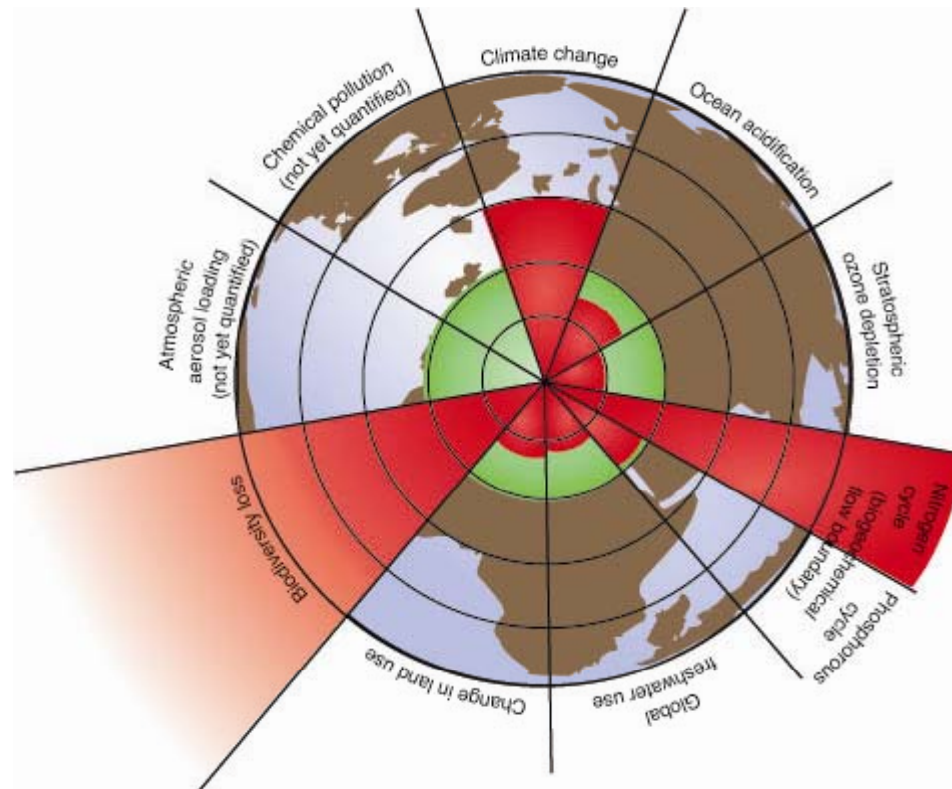 Climate change
Ocean acidification
Stratospheric
ozone depletion
Nitrogen
cycle
(biogeochemical
flow boundary)
Phosphorous
cycle
Global
freshwater use
Change in land use
Biodiversity loss
Atmospheric
aerosol loading
(not yet quantified)
Chemical pollution
(not yet quantified)